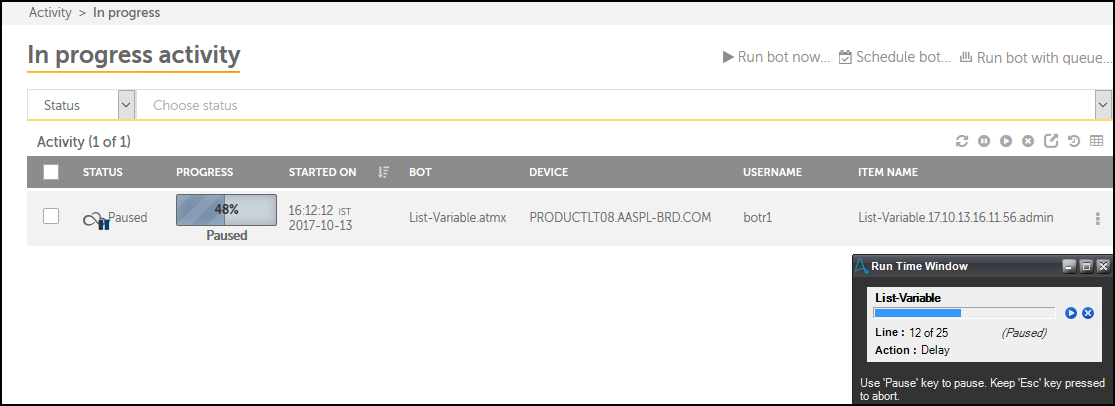 Activity > In progress
In progress activity
Run bot now... Schedule bot... Run bot with queue...
Status Choose status
Activity (1 of 1)
STATUS PROGRESS STARTED ON BOT DEVICE USERNAME ITEM NAME
Paused 48% Paused 16:12:12 IST 2017-10-13 List-Variable.atmx PRODUCTLT08.AASPL-BRD.COM botr1 List-Variable.17.10.13.16.11.56.admin
Run Time Window
List-Variable
Line : 12 of 25 (Paused)
Action : Delay
Use 'Pause' key to pause. Keep 'Esc' key pressed
to abort.